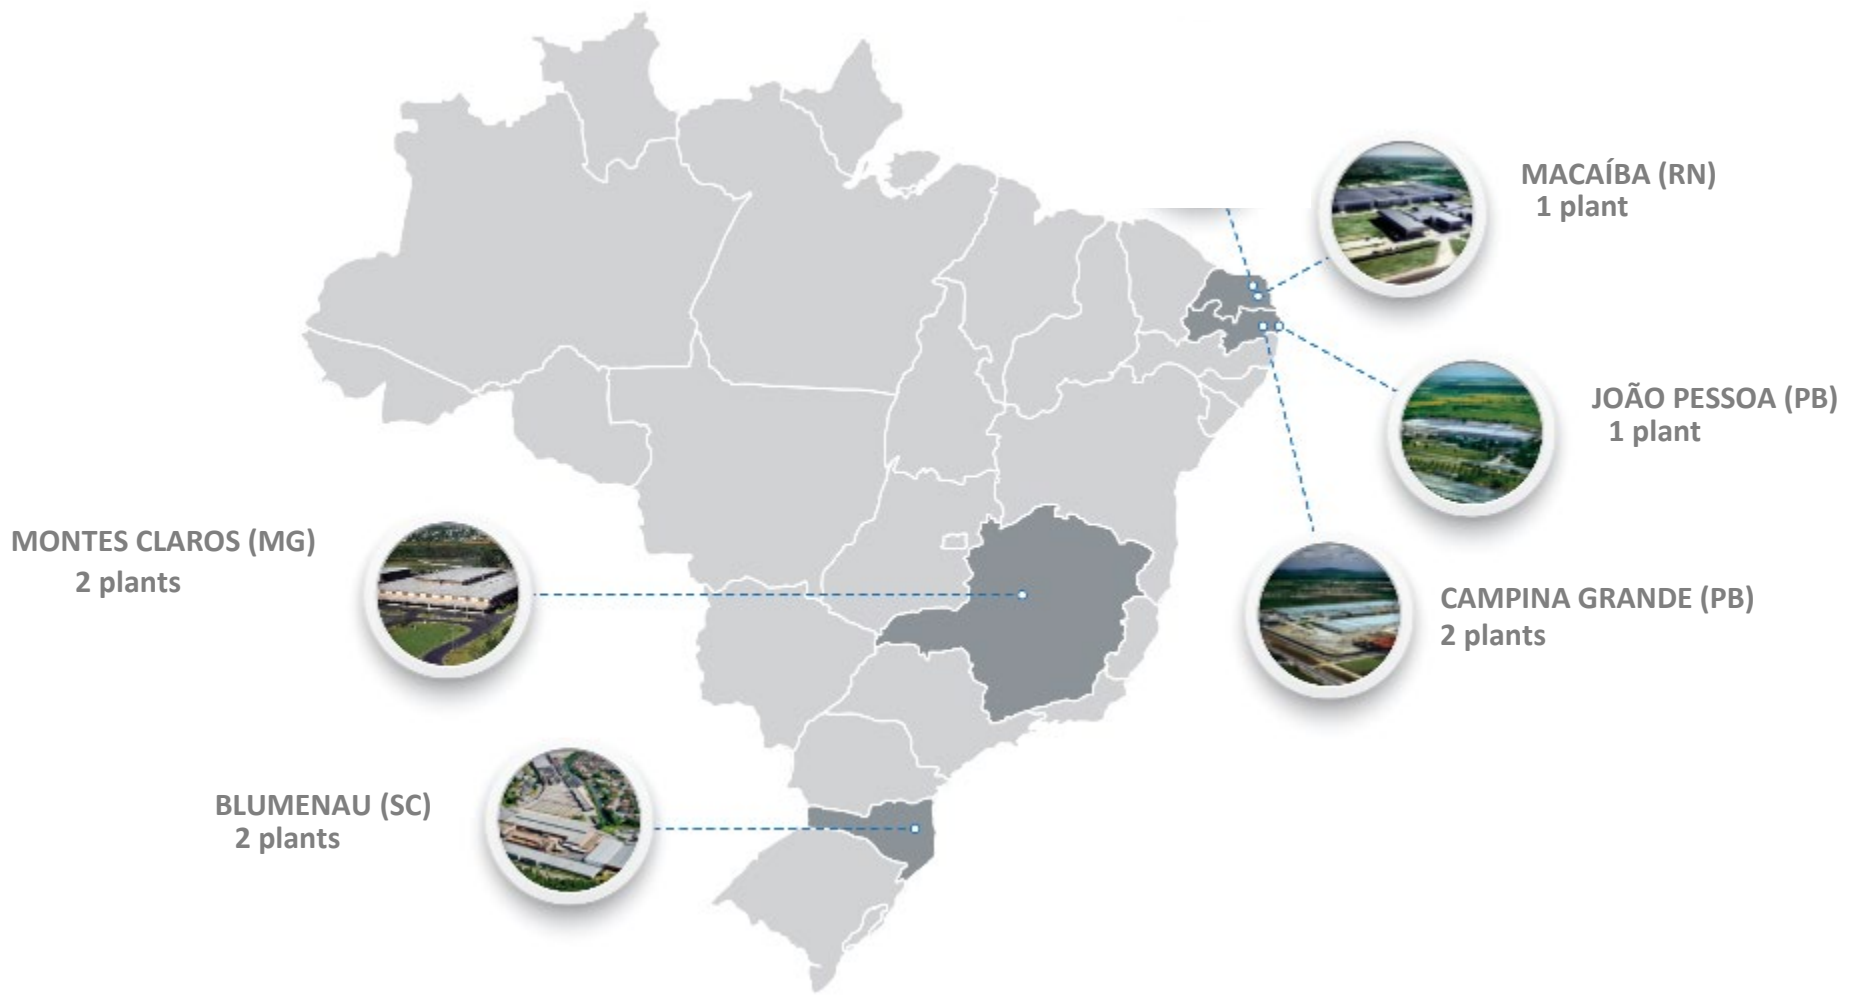 MACAÍBA (RN)
1 plant
JOÃO PESSOA (PB)
1 plant
MONTES CLAROS (MG)
2 plants
CAMPINA GRANDE (PB)
2 plants
BLUMENAU (SC)
2 plants